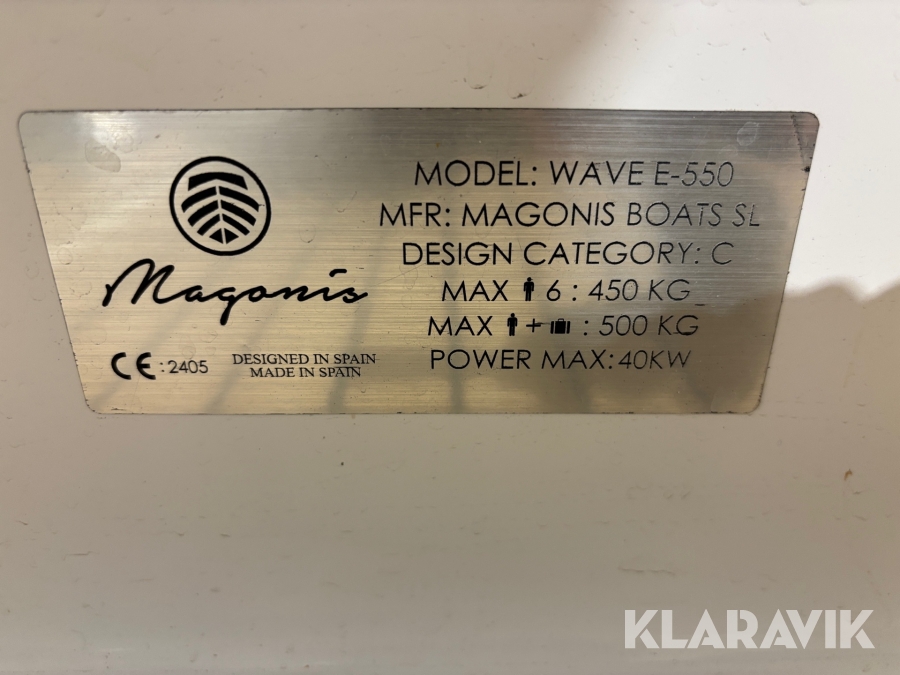 Magonis
CE:2405
DESIGNED IN SPAIN
MADE IN SPAIN
MODEL: WAVE E-550
MFR: MAGONIS BOATS SL
DESIGN CATEGORY: C
MAX 6 : 450 KG
MAX + : 500 KG
POWER MAX: 40KW
KLARAVIK